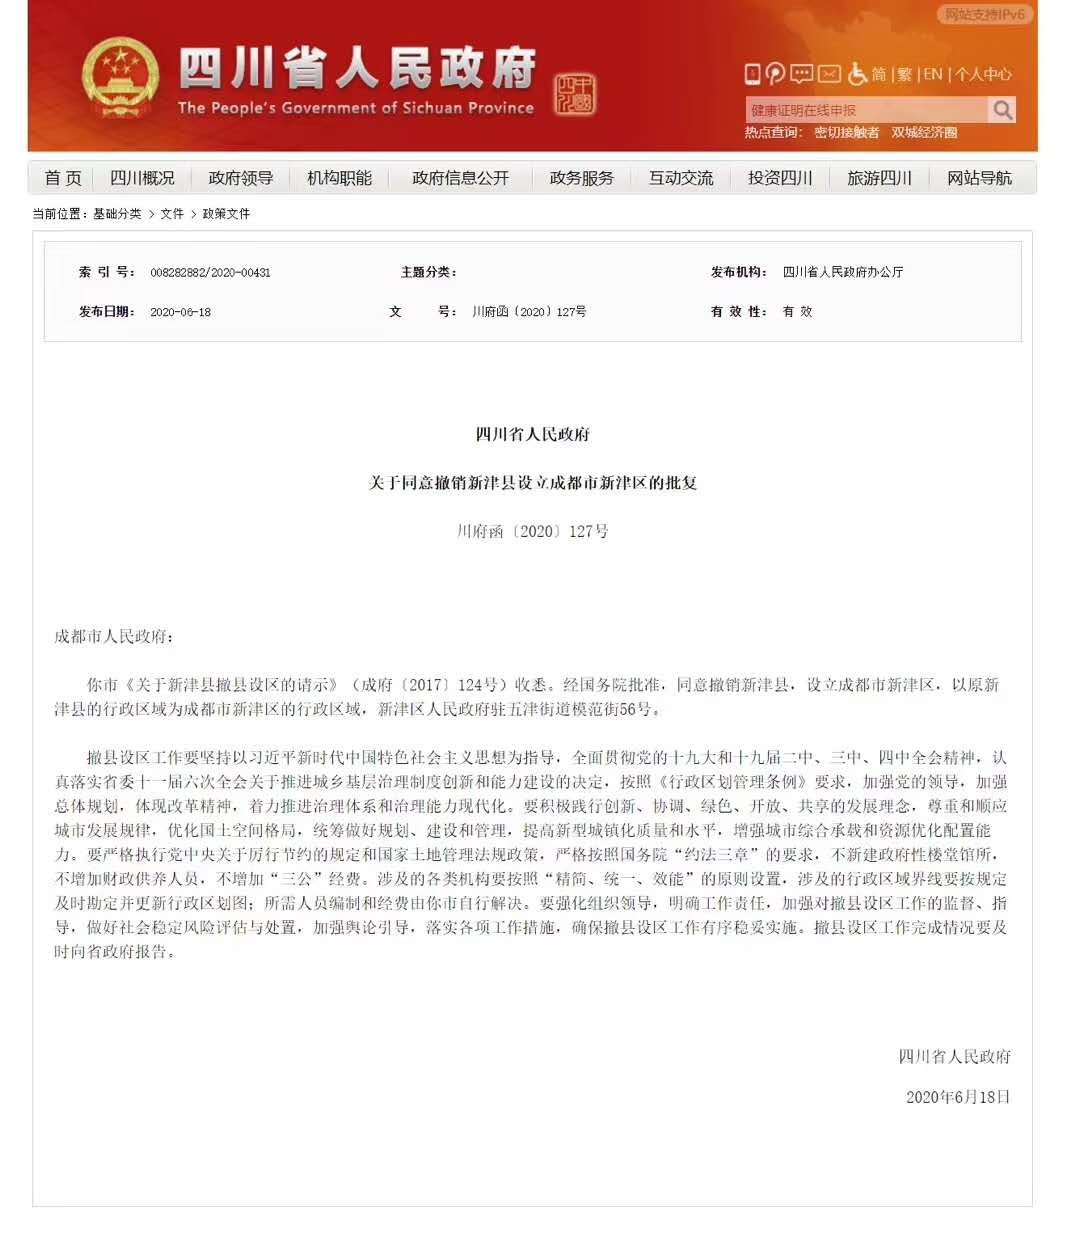 网站支持IPv6
四川省人民政府
The People's Government of Sichuan Province
简 | 繁 | EN | 个人中心
健康证明在线申报
热点查询： 密切接触者 双城经济圈
首 页 四川概况 政府领导 机构职能 政府信息公开 政务服务 互动交流 投资四川 旅游四川 网站导航
当前位置：基础分类 > 文件 > 政策文件
索 引 号： 008282882/2020-00431 主题分类： 发布机构： 四川省人民政府办公厅
发布日期： 2020-06-18 文 号： 川府函〔2020〕127号 有 效 性： 有 效
四川省人民政府
关于同意撤销新津县设立成都市新津区的批复
川府函〔2020〕127号
成都市人民政府：
你市《关于新津县撤县设区的请示》（成府〔2017〕124号）收悉。经国务院批准，同意撤销新津县，设立成都市新津区，以原新
津县的行政区域为成都市新津区的行政区域，新津区人民政府驻五津街道模范街56号。
撤县设区工作要坚持以习近平新时代中国特色社会主义思想为指导，全面贯彻党的十九大和十九届二中、三中、四中全会精神，认
真落实省委十一届六次全会关于推进城乡基层治理制度创新和能力建设的决定，按照《行政区划管理条例》要求，加强党的领导，加强
总体规划，体现改革精神，着力推进治理体系和治理能力现代化。要积极践行创新、协调、绿色、开放、共享的发展理念，尊重和顺应
城市发展规律，优化国土空间格局，统筹做好规划、建设和管理，提高新型城镇化质量和水平，增强城市综合承载和资源优化配置能
力。要严格执行党中央关于厉行节约的规定和国家土地管理法规政策，严格按照国务院“约法三章”的要求，不新建政府性楼堂馆所，
不增加财政供养人员，不增加“三公”经费。涉及的各类机构要按照“精简、统一、效能”的原则设置，涉及的行政区域界线要按规定
及时勘定并更新行政区划图；所需人员编制和经费由你市自行解决。要强化组织领导，明确工作责任，加强对撤县设区工作的监督、指
导，做好社会稳定风险评估与处置，加强舆论引导，落实各项工作措施，确保撤县设区工作有序稳妥实施。撤县设区工作完成情况要及
时向省政府报告。
四川省人民政府
2020年6月18日